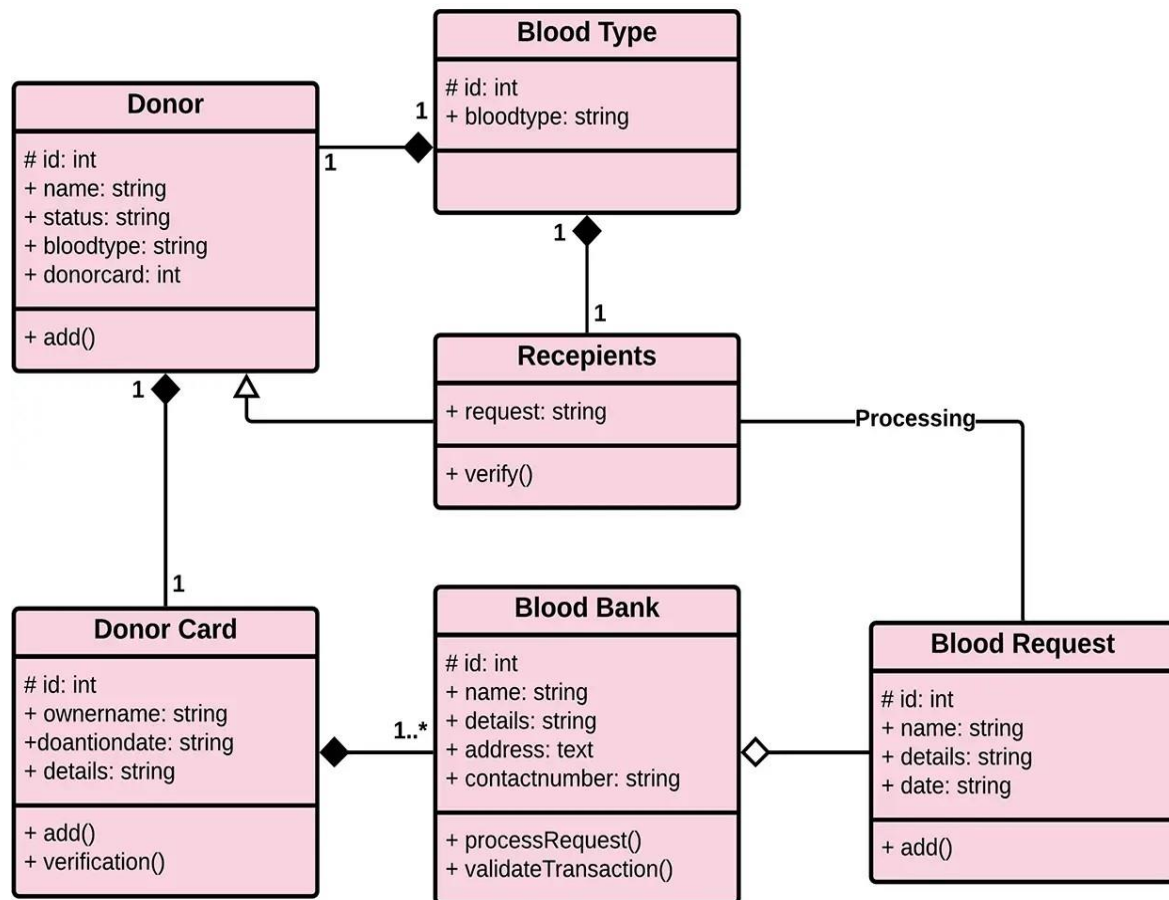 Blood Type
# id: int
+ bloodtype: string
Donor
# id: int
+ name: string
+ status: string
+ bloodtype: string
+ donorcard: int
+ add()
1
1
1
1
Recepients
+ request: string
+ verify()
Processing
1
1
Donor Card
# id: int
+ ownername: string
+doantiondate: string
+ details: string
+ add()
+ verification()
1..*
Blood Bank
# id: int
+ name: string
+ details: string
+ address: text
+ contactnumber: string
+ processRequest()
+ validateTransaction()
Blood Request
# id: int
+ name: string
+ details: string
+ date: string
+ add()